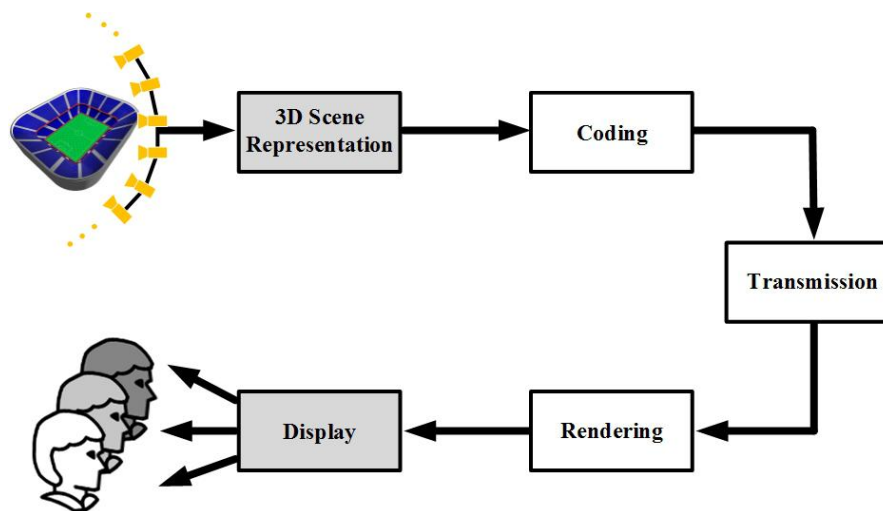 3D Scene
Representation
Coding
Transmission
Rendering
Display